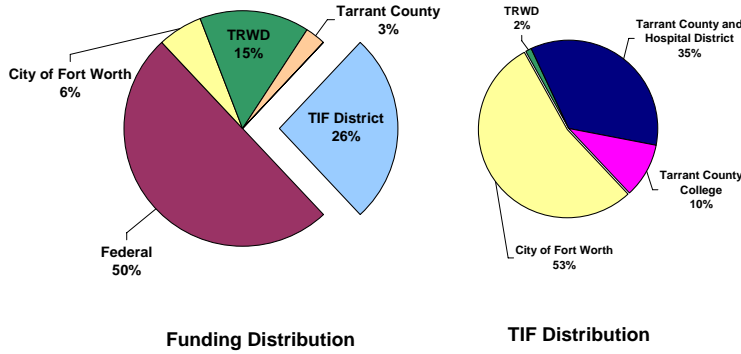 Tarrant County
3%
TRWD
15%
City of Fort Worth
6%
TIF District
26%
Federal
50%
Funding Distribution
TRWD
2%
Tarrant County and
Hospital District
35%
Tarrant County
College
10%
City of Fort Worth
53%
TIF Distribution